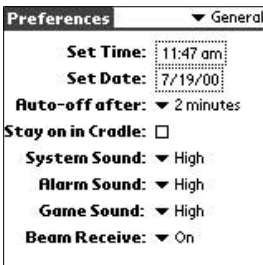 Preferences General
Set Time: 11:47 am
Set Date: 7/19/00
Auto-off after: 2 minutes
Stay on in Cradle:
System Sound: High
Alarm Sound: High
Game Sound: High
Beam Receive: On